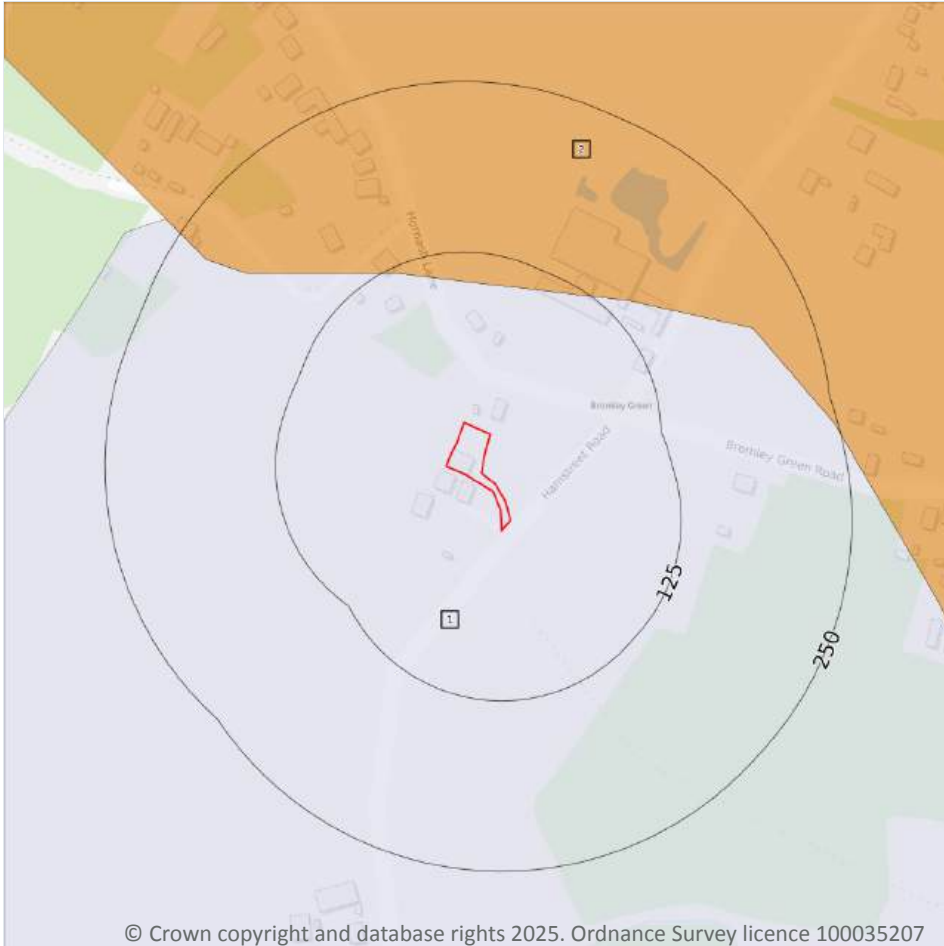 2
Hornash Lane
Bromley Green
Bromley Green Road
Hamstreet Road
125
1
250
© Crown copyright and database rights 2025. Ordnance Survey licence 100035207